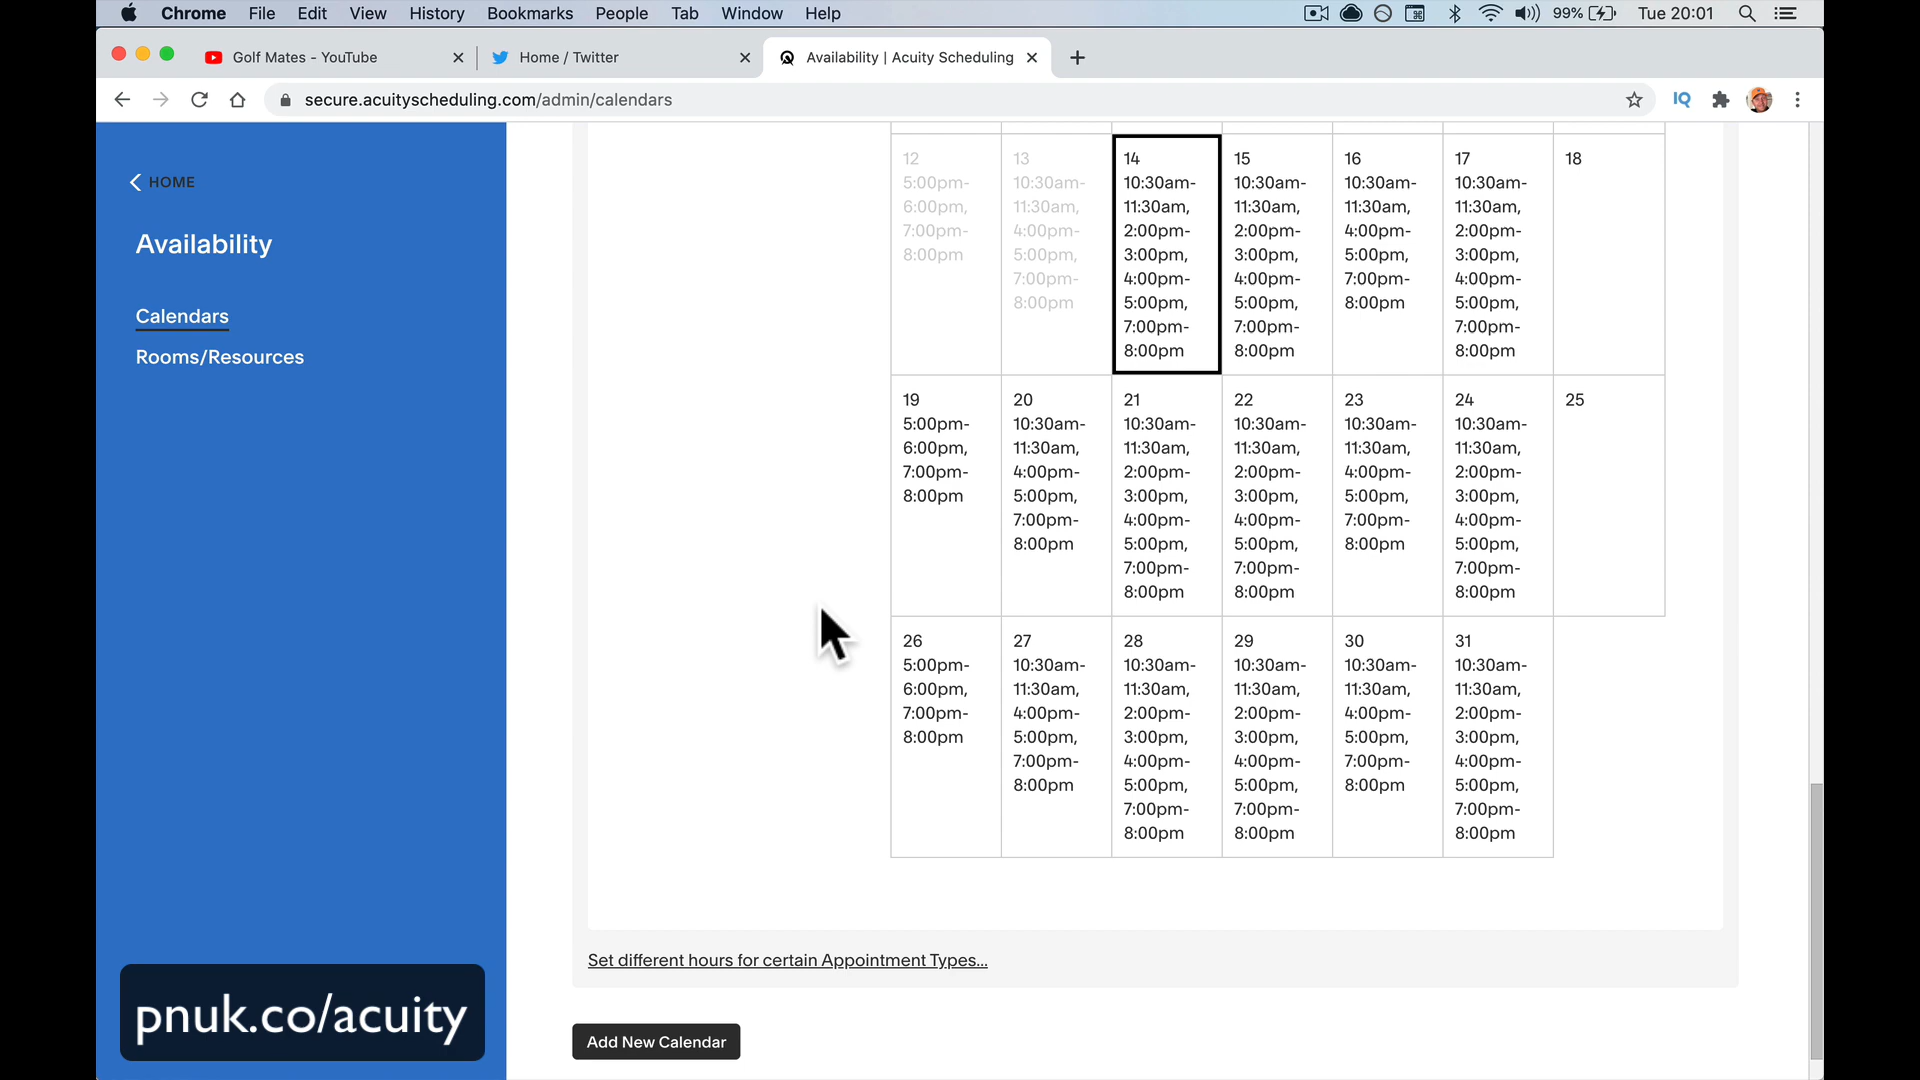 Chrome File Edit View History Bookmarks People Tab Window Help 99% Tue 20:01
Golf Mates - YouTube Home / Twitter Availability | Acuity Scheduling
secure.acuityscheduling.com/admin/calendars IQ
HOME
Availability
Calendars
Rooms/Resources
12
5:00pm-
6:00pm,
7:00pm-
8:00pm
13
10:30am-
11:30am,
4:00pm-
5:00pm,
7:00pm-
8:00pm
14
10:30am-
11:30am,
2:00pm-
3:00pm,
4:00pm-
5:00pm,
7:00pm-
8:00pm
15
10:30am-
11:30am,
2:00pm-
3:00pm,
4:00pm-
5:00pm,
7:00pm-
8:00pm
16
10:30am-
11:30am,
4:00pm-
5:00pm,
7:00pm-
8:00pm
17
10:30am-
11:30am,
2:00pm-
3:00pm,
4:00pm-
5:00pm,
7:00pm-
8:00pm
18
19
5:00pm-
6:00pm,
7:00pm-
8:00pm
20
10:30am-
11:30am,
4:00pm-
5:00pm,
7:00pm-
8:00pm
21
10:30am-
11:30am,
2:00pm-
3:00pm,
4:00pm-
5:00pm,
7:00pm-
8:00pm
22
10:30am-
11:30am,
2:00pm-
3:00pm,
4:00pm-
5:00pm,
7:00pm-
8:00pm
23
10:30am-
11:30am,
4:00pm-
5:00pm,
7:00pm-
8:00pm
24
10:30am-
11:30am,
2:00pm-
3:00pm,
4:00pm-
5:00pm,
7:00pm-
8:00pm
25
26
5:00pm-
6:00pm,
7:00pm-
8:00pm
27
10:30am-
11:30am,
4:00pm-
5:00pm,
7:00pm-
8:00pm
28
10:30am-
11:30am,
2:00pm-
3:00pm,
4:00pm-
5:00pm,
7:00pm-
8:00pm
29
10:30am-
11:30am,
2:00pm-
3:00pm,
4:00pm-
5:00pm,
7:00pm-
8:00pm
30
10:30am-
11:30am,
4:00pm-
5:00pm,
7:00pm-
8:00pm
31
10:30am-
11:30am,
2:00pm-
3:00pm,
4:00pm-
5:00pm,
7:00pm-
8:00pm
Set different hours for certain Appointment Types...
Add New Calendar
pnuk.co/acuity